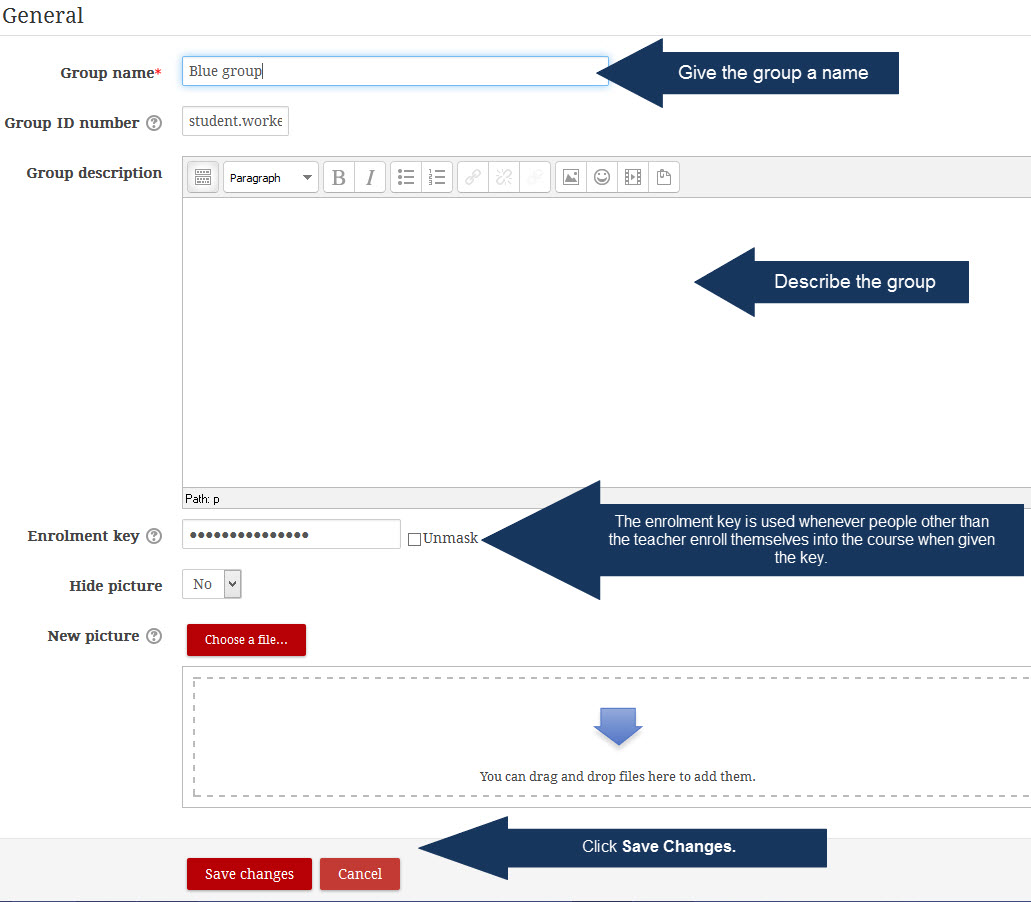 General
Group name*
Blue group
Give the group a name
Group ID number
student.worke
Group description
Paragraph
B I
Describe the group
Path: p
Enrolment key
Unmask
The enrolment key is used whenever people other than
the teacher enroll themselves into the course when given
the key.
Hide picture
No
New picture
Choose a file...
You can drag and drop files here to add them.
Click Save Changes.
Save changes
Cancel